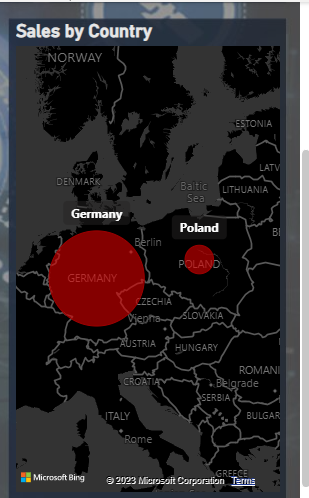 Sales by Country
NORWAY
ESTONIA
LATV
DENMARK
Baltic
Sea
LITHUANIA
Germany
Poland
BE
Berlin
GERMANY
POLAND
CZECHIA
Vienna
SLOVAKIA
AUSTRIA
HUNGARY
CROATIA
ROMANI
Belgrade
SERBIA
ITALY
BULGAR
Rome
GREECE
Microsoft Bing
© 2023 Microsoft Corporation Terms